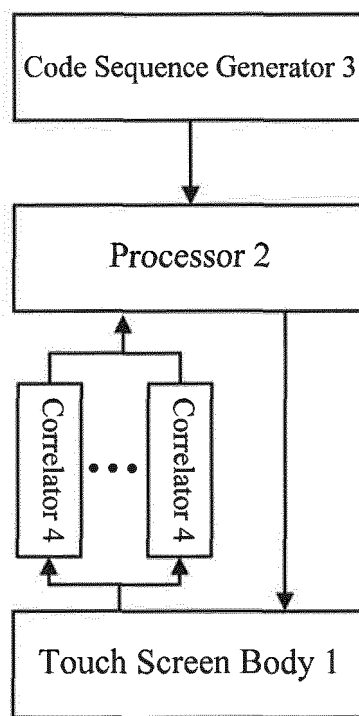 Code Sequence Generator 3
Processor 2
Correlator 4
Correlator 4
Touch Screen Body 1